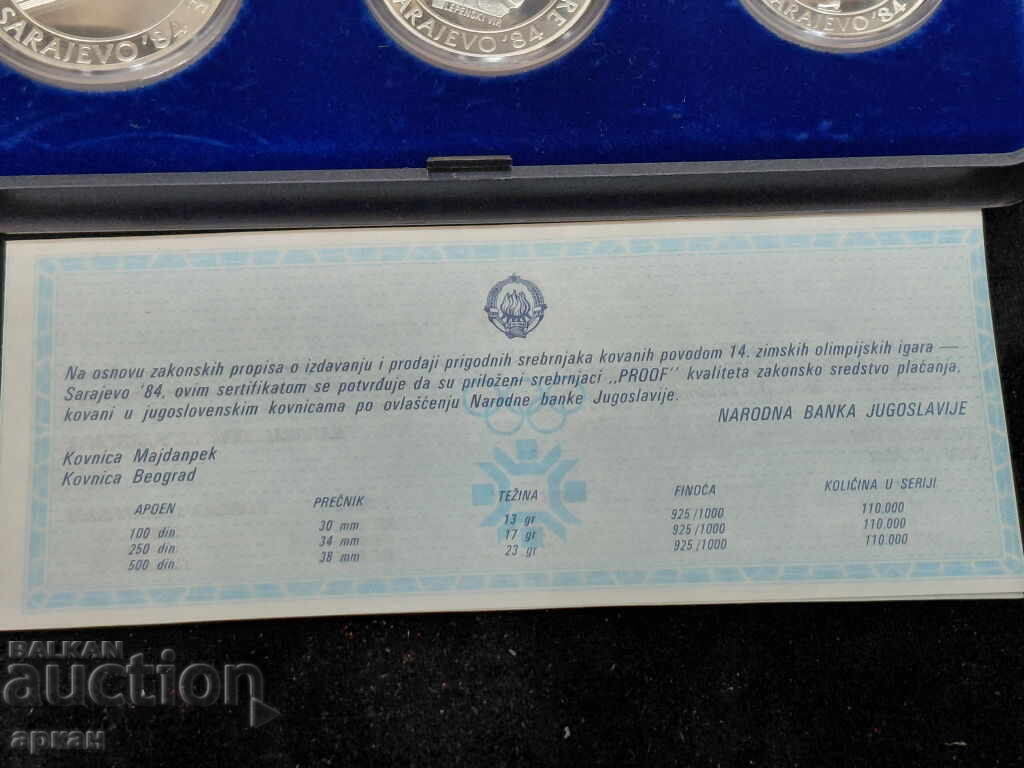 SARAJEVO '84
LEPENSKI VIR
SARAJEVO '84
SARAJEVO '84
Na osnovu zakonskih propisa o izdavanju i prodaji prigodnih srebrnjaka kovanih povodom 14. zimskih olimpijskih igara —
Sarajevo '84, ovim sertifikatom se potvrđuje da su priloženi srebrnjaci „PROOF" kvaliteta zakonsko sredstvo plaćanja,
kovani u jugoslovenskim kovnicama po ovlašćenju Narodne banke Jugoslavije.
NARODNA BANKA JUGOSLAVIJE
Kovnica Majdanpek
Kovnica Beograd
APOEN PREČNIK TEŽINA FINOĆA KOLIČINA U SERIJI
100 din. 30 mm 13 gr 925/1000 110.000
250 din. 34 mm 17 gr 925/1000 110.000
500 din. 38 mm 23 gr 925/1000 110.000
BALKAN
auction
аркан